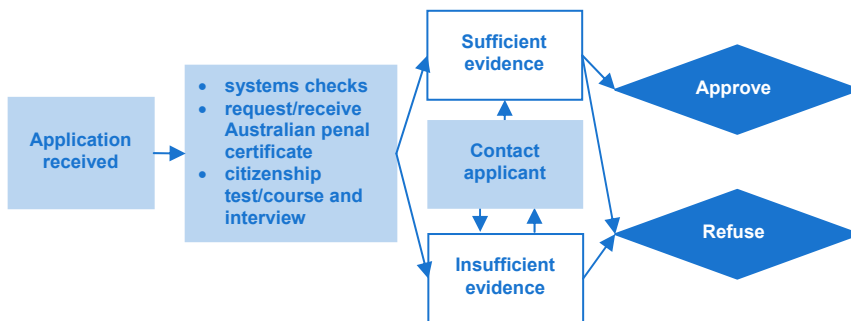 Application
received
• systems checks
• request/receive
Australian penal
certificate
• citizenship
test/course and
interview
Sufficient
evidence
Contact
applicant
Insufficient
evidence
Approve
Refuse